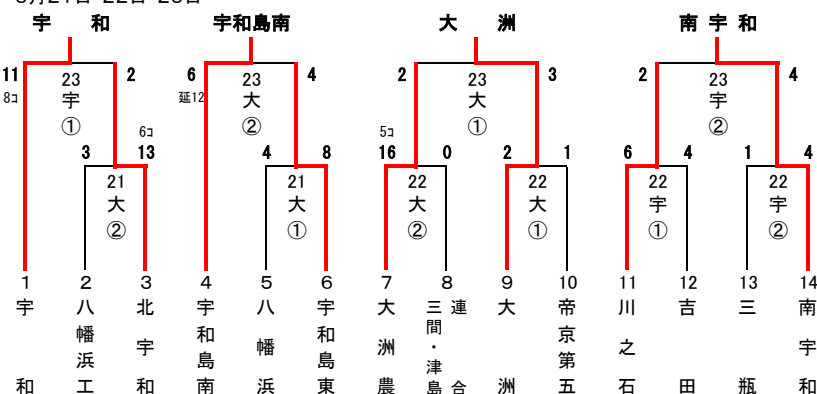 宇 和 宇和島南 大 洲 南宇和
11 2 6 4 2 3 2 4
8コ 延12
23 宇 ①
23 大 ②
23 大 ①
23 宇 ②
6コ 5コ
3 13 4 8 16 0 2 1 6 4 1 4
21 大 ②
21 大 ①
22 大 ②
22 大 ①
22 宇 ①
22 宇 ②
1 宇和
2 八幡浜工
3 北宇和
4 宇和島南
5 八幡浜
6 宇和島東
7 大洲農
8 三間・津島連合
9 大洲
10 帝京第五
11 川之石
12 吉田
13 三瓶
14 南宇和